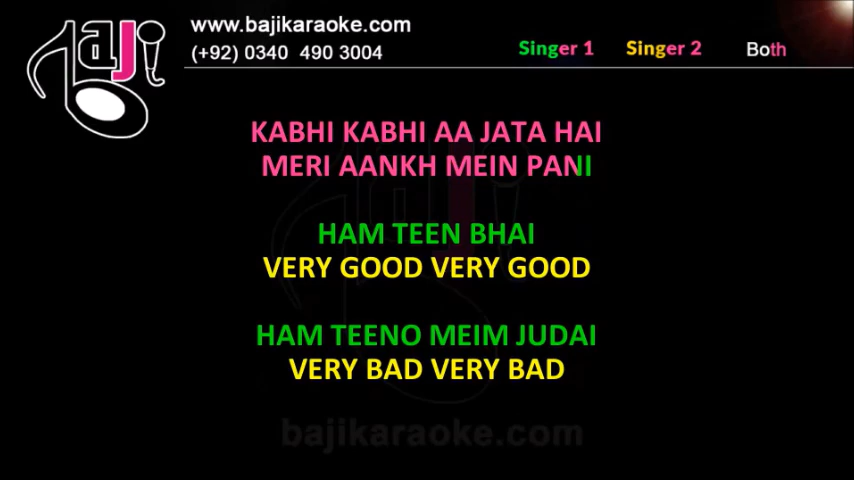 www.bajikaraoke.com
(+92) 0340 490 3004
Singer 1 Singer 2 Both
baJi
KABHI KABHI AA JATA HAI
MERI AANKH MEIN PANI
HAM TEEN BHAI
VERY GOOD VERY GOOD
HAM TEENO MEIM JUDAI
VERY BAD VERY BAD
bajikaraoke.com